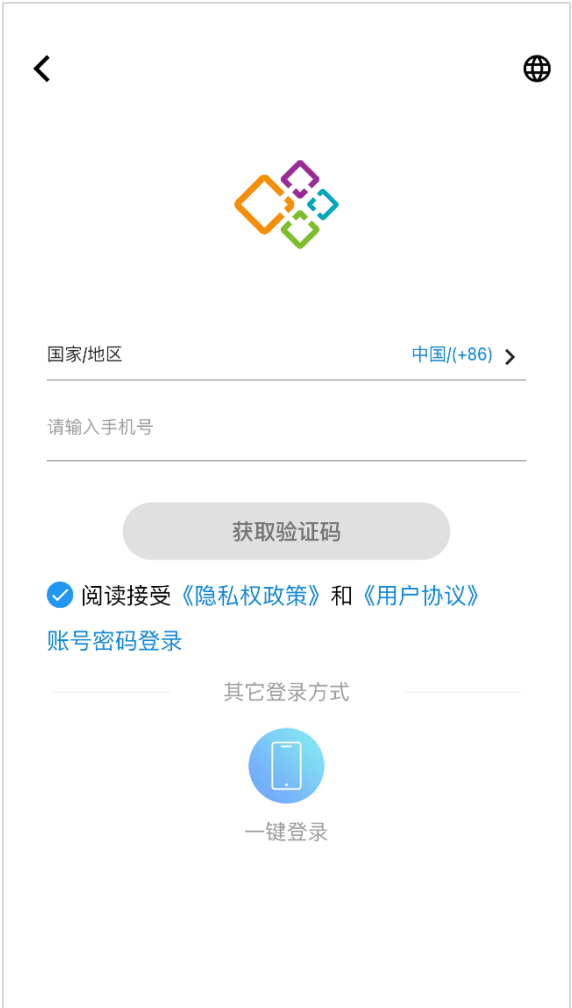 国家/地区 中国/(+86)
请输入手机号
获取验证码
阅读接受《隐私权政策》和《用户协议》
账号密码登录
其它登录方式
一键登录